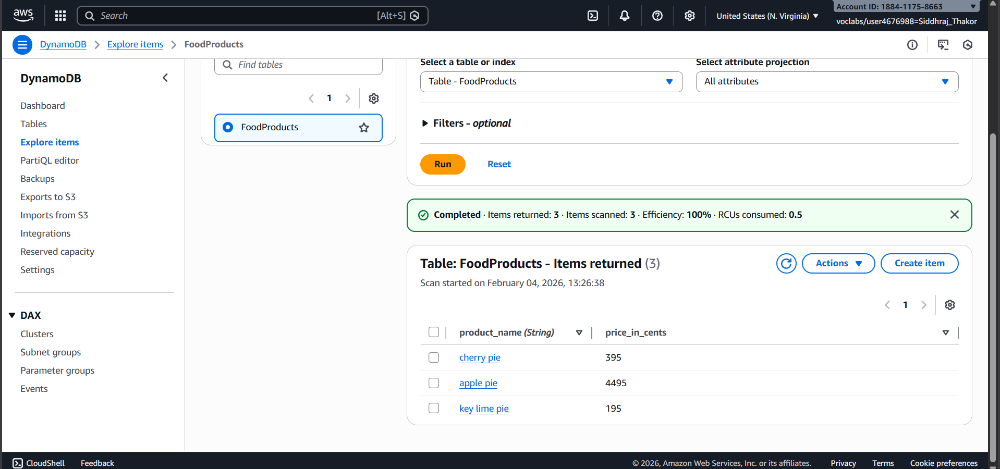 aws
Search
[Alt+S]
United States (N. Virginia)
Account ID: 1884-1175-8663
voclabs/user4676988=Siddhraj_Thakor
DynamoDB
Explore items
FoodProducts
DynamoDB
Dashboard
Tables
Explore items
PartiQL editor
Backups
Exports to S3
Imports from S3
Integrations
Reserved capacity
Settings
DAX
Clusters
Subnet groups
Parameter groups
Events
Find tables
1
FoodProducts
Select a table or index
Table - FoodProducts
Select attribute projection
All attributes
Filters - optional
Run
Reset
Completed · Items returned: 3 · Items scanned: 3 · Efficiency: 100% · RCUs consumed: 0.5
Table: FoodProducts - Items returned (3)
Scan started on February 04, 2026, 13:26:38
Actions
Create item
1
product_name (String) price_in_cents
cherry pie 395
apple pie 4495
key lime pie 195
CloudShell
Feedback
© 2026, Amazon Web Services, Inc. or its affiliates.
Privacy
Terms
Cookie preferences